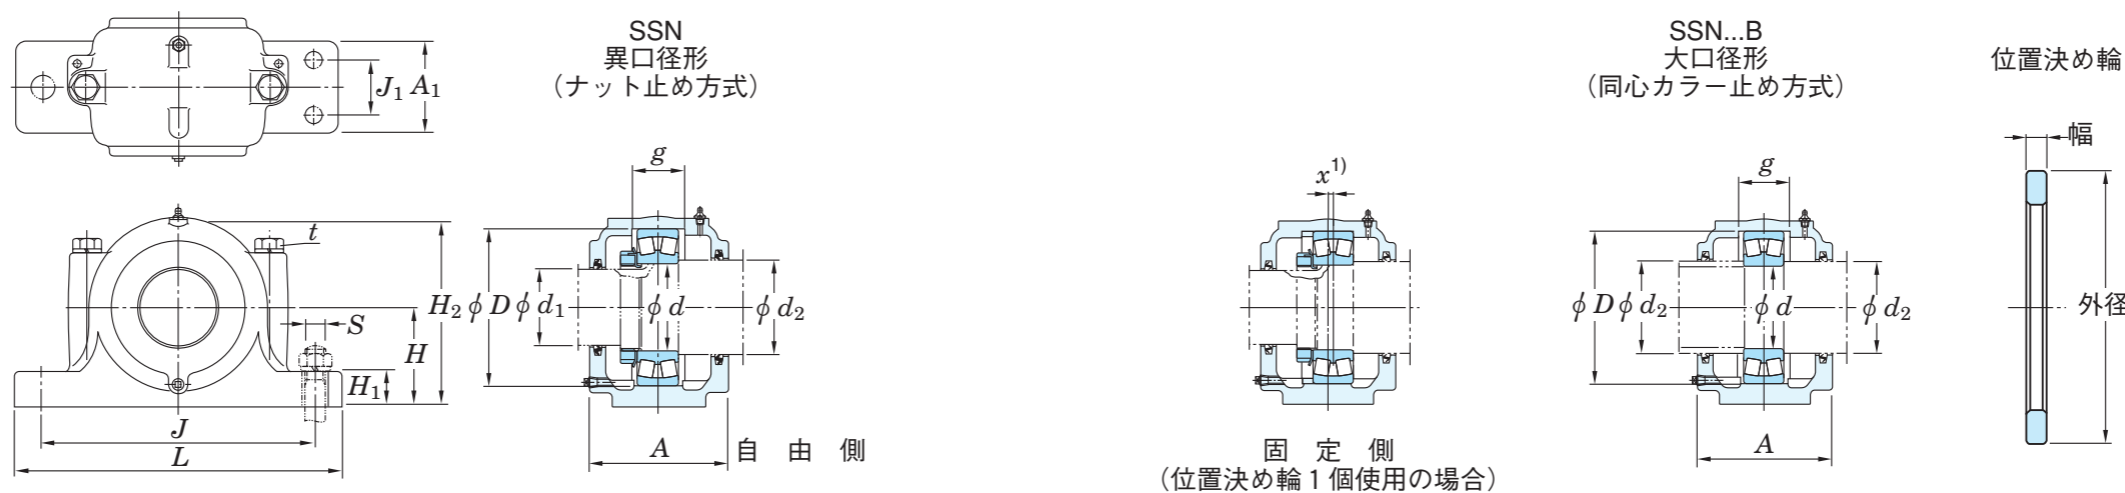 SSN
異口径形
（ナット止め方式）
SSN...B
大口径形
（同心カラー止め方式）
位置決め輪
J1 A1
t
H2
S
H
H1
J
L
g
φD φd1
φd
φd2
A
自由側
x1)
固定側
（位置決め輪1個使用の場合）
g
φD φd2
φd
φd2
A
幅
外径